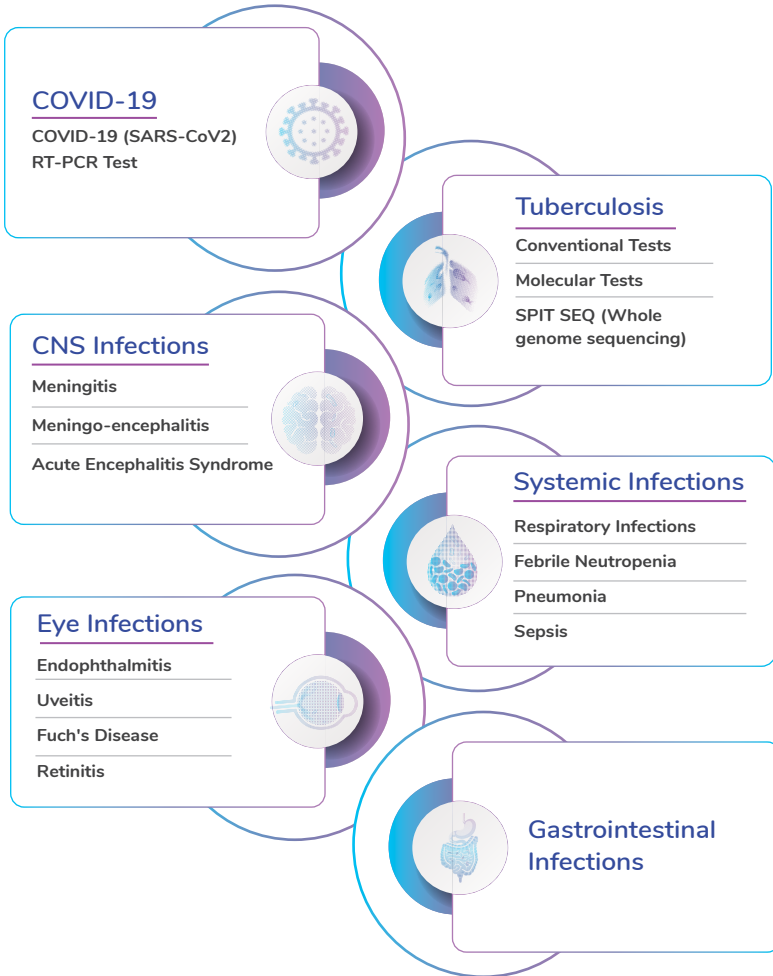 COVID-19
COVID-19 (SARS-CoV2)
RT-PCR Test
Tuberculosis
Conventional Tests
Molecular Tests
SPIT SEQ (Whole
genome sequencing)
CNS Infections
Meningitis
Meningo-encephalitis
Acute Encephalitis Syndrome
Systemic Infections
Respiratory Infections
Febrile Neutropenia
Pneumonia
Sepsis
Eye Infections
Endophthalmitis
Uveitis
Fuch's Disease
Retinitis
Gastrointestinal
Infections